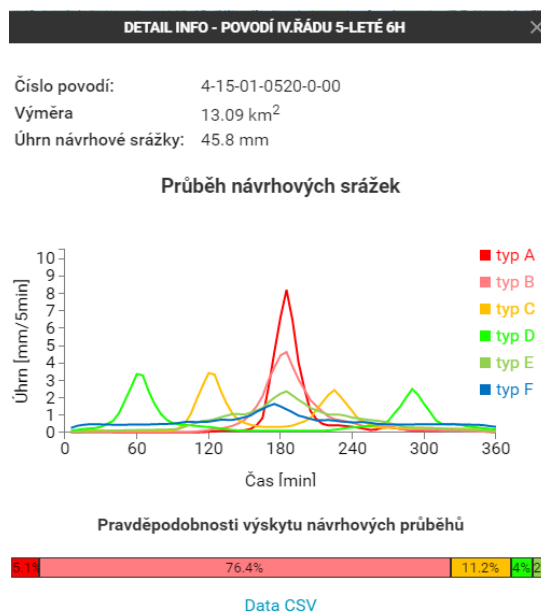 DETAIL INFO - POVODÍ IV.ŘÁDU 5-LETÉ 6H ×
Číslo povodí: 4-15-01-0520-0-00
Výměra 13.09 km²
Úhrn návrhové srážky: 45.8 mm
Průběh návrhových srážek
Úhrn [mm/5min]
10
9
8
7
6
5
4
3
2
1
0
typ A
typ B
typ C
typ D
typ E
typ F
0 60 120 180 240 300 360
Čas [min]
Pravděpodobnosti výskytu návrhových průběhů
5.1% 76.4% 11.2% 4% 2
Data CSV